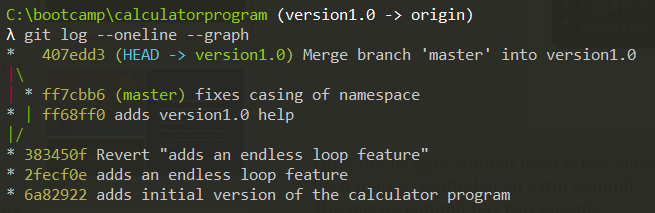 C:\bootcamp\calculatorprogram (version1.0 -> origin)
λ git log --oneline --graph
*   407edd3 (HEAD -> version1.0) Merge branch 'master' into version1.0
|\
| * ff7cbb6 (master) fixes casing of namespace
* | ff68ff0 adds version1.0 help
|/
* 383450f Revert "adds an endless loop feature"
* 2fecf0e adds an endless loop feature
* 6a82922 adds initial version of the calculator program